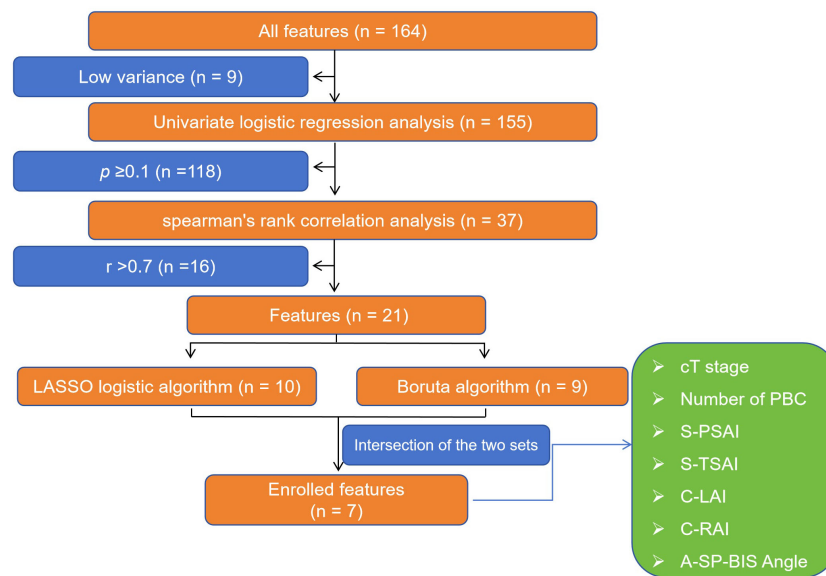 All features (n = 164)
Low variance (n = 9)
Univariate logistic regression analysis (n = 155)
p ≥0.1 (n =118)
spearman's rank correlation analysis (n = 37)
r >0.7 (n =16)
Features (n = 21)
LASSO logistic algorithm (n = 10)
Boruta algorithm (n = 9)
Intersection of the two sets
Enrolled features
(n = 7)
➢ cT stage
➢ Number of PBC
➢ S-PSAI
➢ S-TSAI
➢ C-LAI
➢ C-RAI
➢ A-SP-BIS Angle